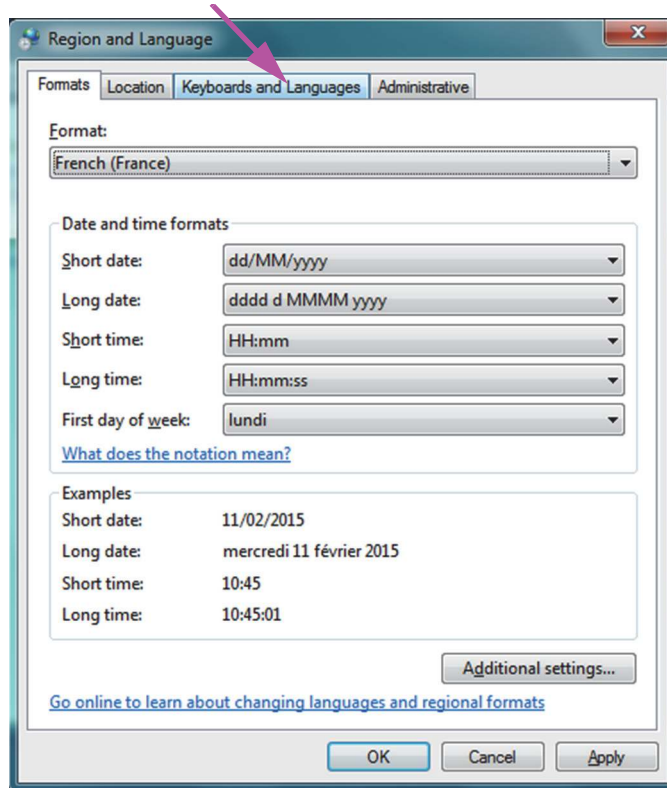 Region and Language
Formats Location Keyboards and Languages Administrative
Format:
French (France)
Date and time formats
Short date: dd/MM/yyyy
Long date: dddd d MMMM yyyy
Short time: HH:mm
Long time: HH:mm:ss
First day of week: lundi
What does the notation mean?
Examples
Short date: 11/02/2015
Long date: mercredi 11 février 2015
Short time: 10:45
Long time: 10:45:01
Additional settings...
Go online to learn about changing languages and regional formats
OK Cancel Apply